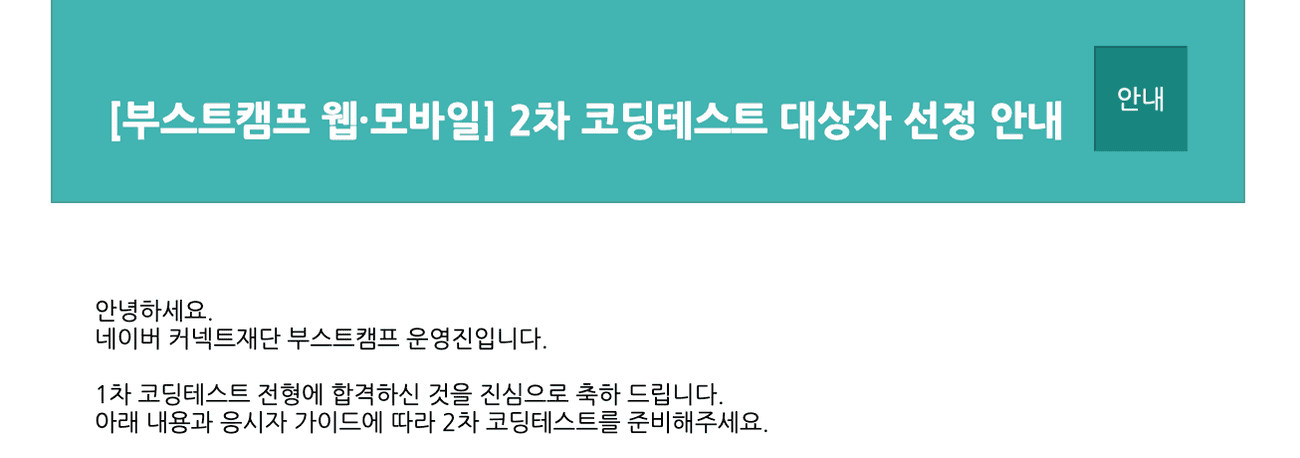 [부스트캠프 웹·모바일] 2차 코딩테스트 대상자 선정 안내
안내
안녕하세요.
네이버 커넥트재단 부스트캠프 운영진입니다.
1차 코딩테스트 전형에 합격하신 것을 진심으로 축하 드립니다.
아래 내용과 응시자 가이드에 따라 2차 코딩테스트를 준비해주세요.